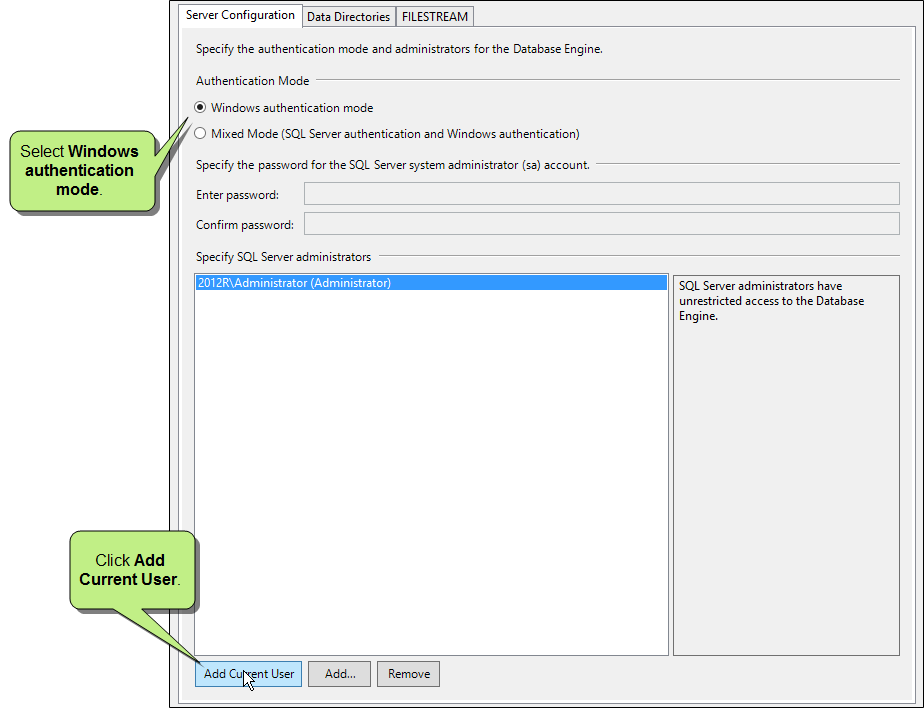 Server Configuration
Data Directories
FILESTREAM
Specify the authentication mode and administrators for the Database Engine.
Authentication Mode
Windows authentication mode
Mixed Mode (SQL Server authentication and Windows authentication)
Select Windows
authentication
mode.
Specify the password for the SQL Server system administrator (sa) account.
Enter password:
Confirm password:
Specify SQL Server administrators
2012R\Administrator (Administrator)
SQL Server administrators have
unrestricted access to the Database
Engine.
Click Add
Current User.
Add Current User
Add...
Remove